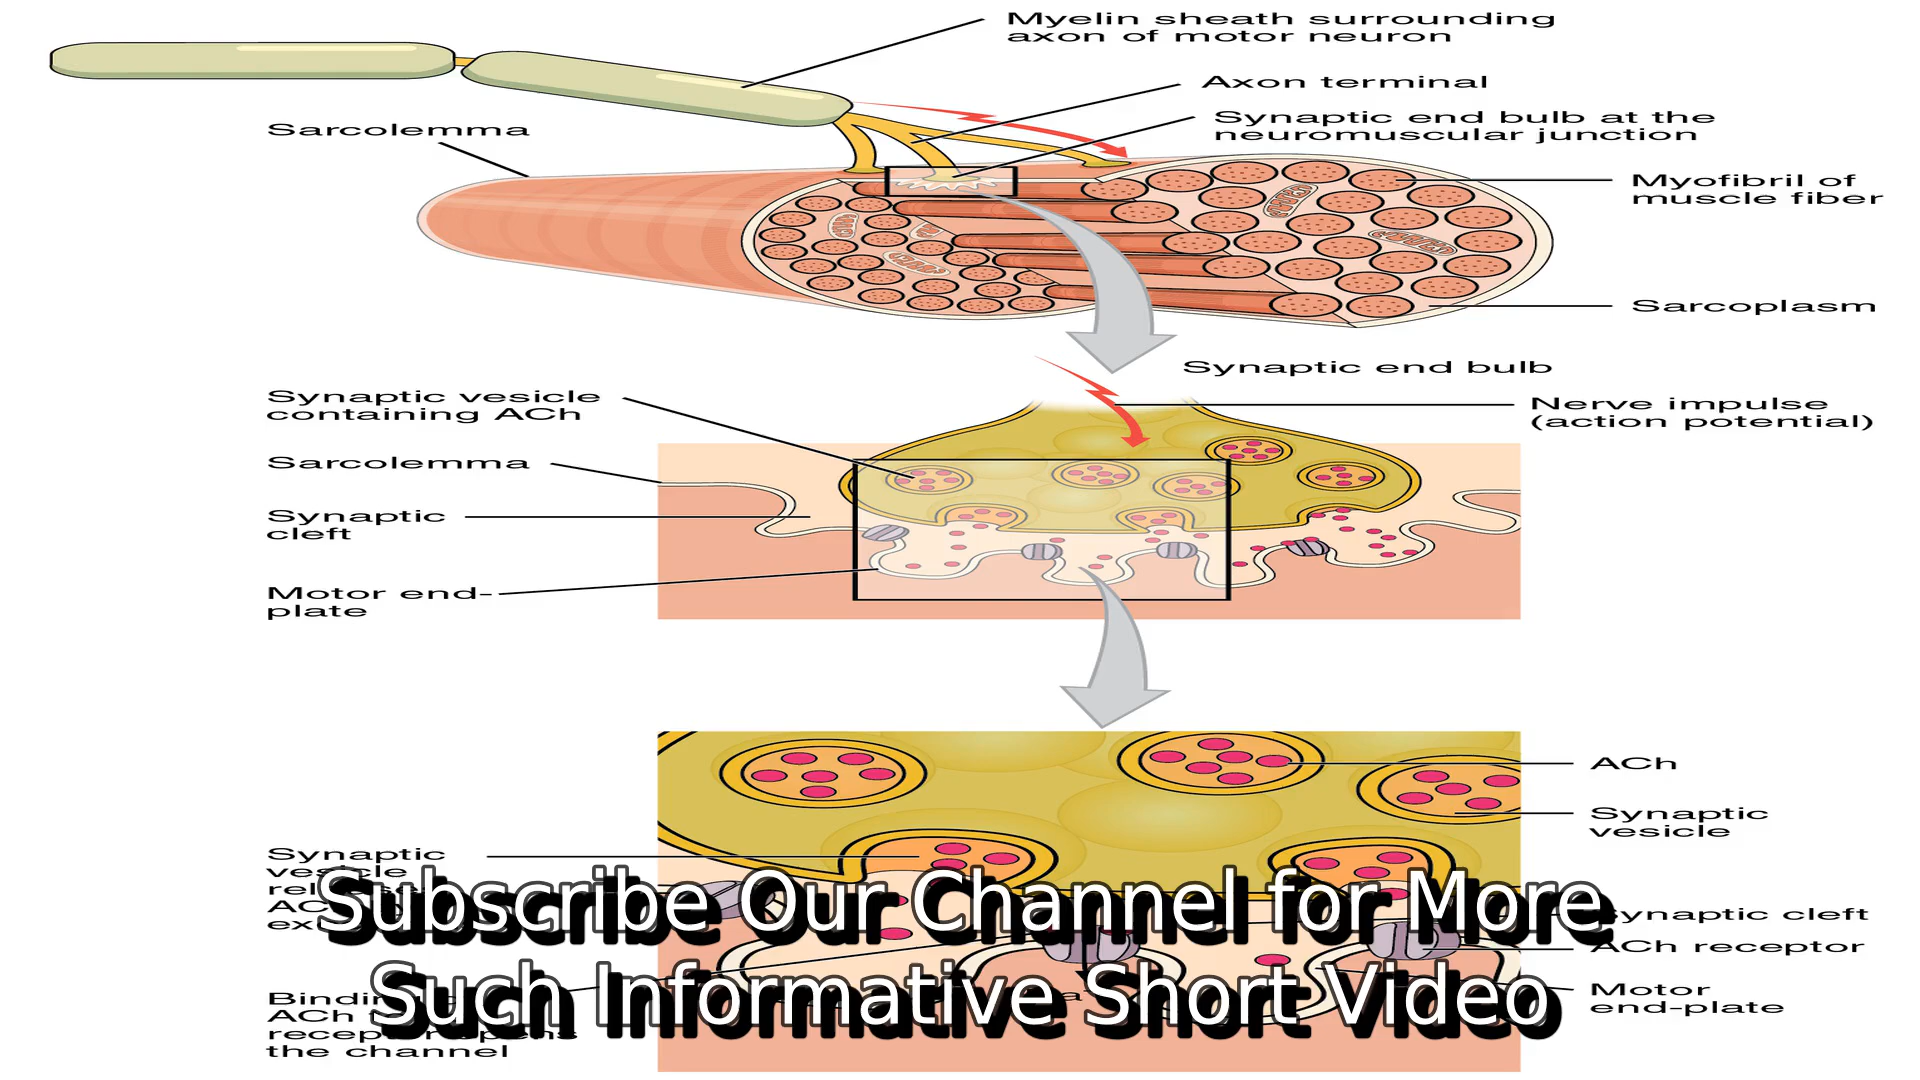 Myelin sheath surrounding
axon of motor neuron
Axon terminal
Synaptic end bulb at the
neuromuscular junction
Sarcolemma
Myofibril of
muscle fiber
Sarcoplasm
Synaptic end bulb
Synaptic vesicle
containing ACh
Nerve impulse
(action potential)
Sarcolemma
Synaptic
cleft
Motor end-
plate
ACh
Synaptic
vesicle
Synaptic
vesicle
Subscribe Our Channel for More
synaptic cleft
ACh receptor
Such Informative Short Video
Motor
end-plate
the channel